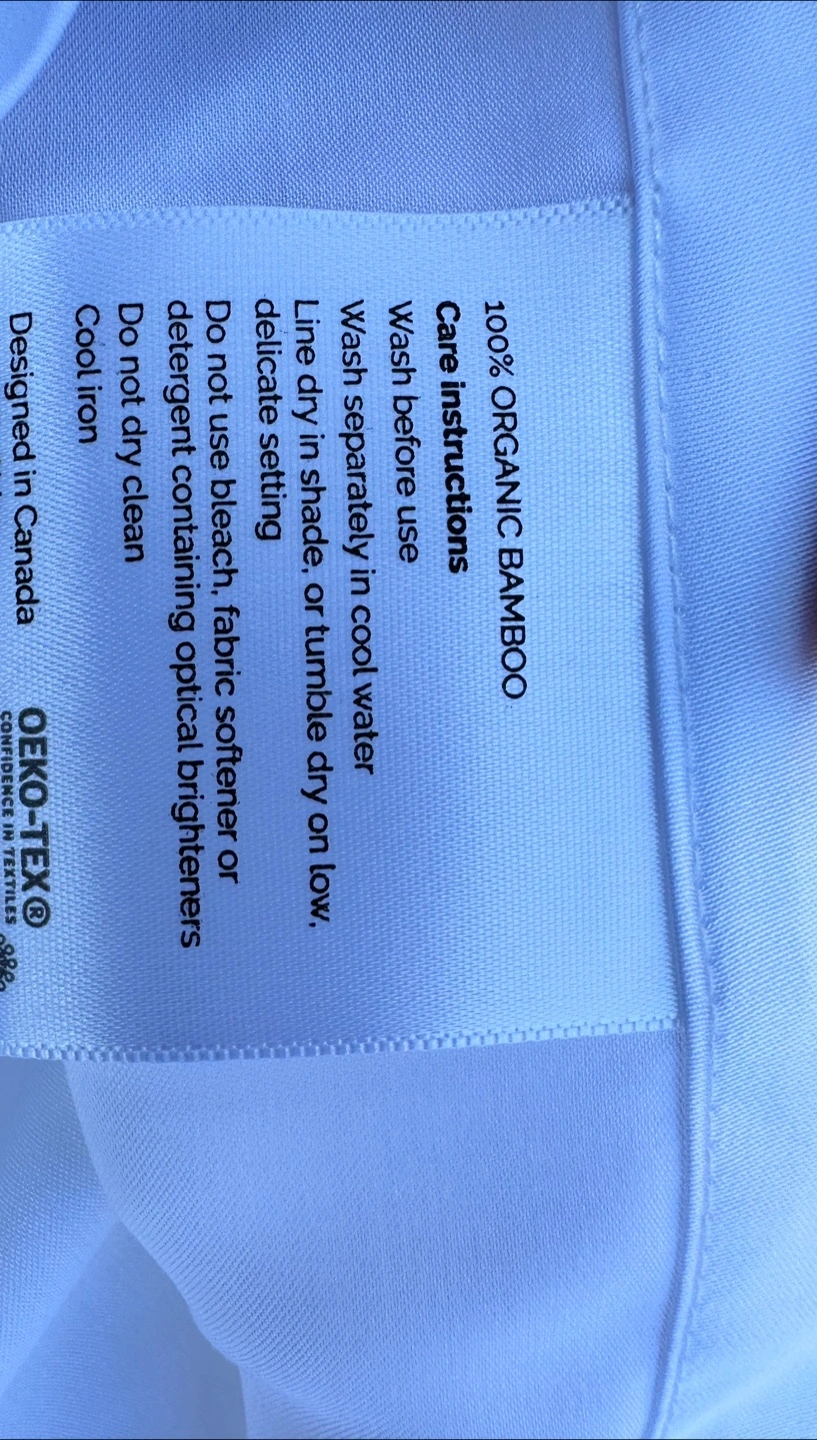 100% ORGANIC BAMBOO
Care instructions
Wash before use
Wash separately in cool water
Line dry in shade, or tumble dry on low,
delicate setting
Do not use bleach, fabric softener or
detergent containing optical brighteners
Do not dry clean
Cool iron
Designed in Canada
OEKO-TEX®
CONFIDENCE IN TEXTILES